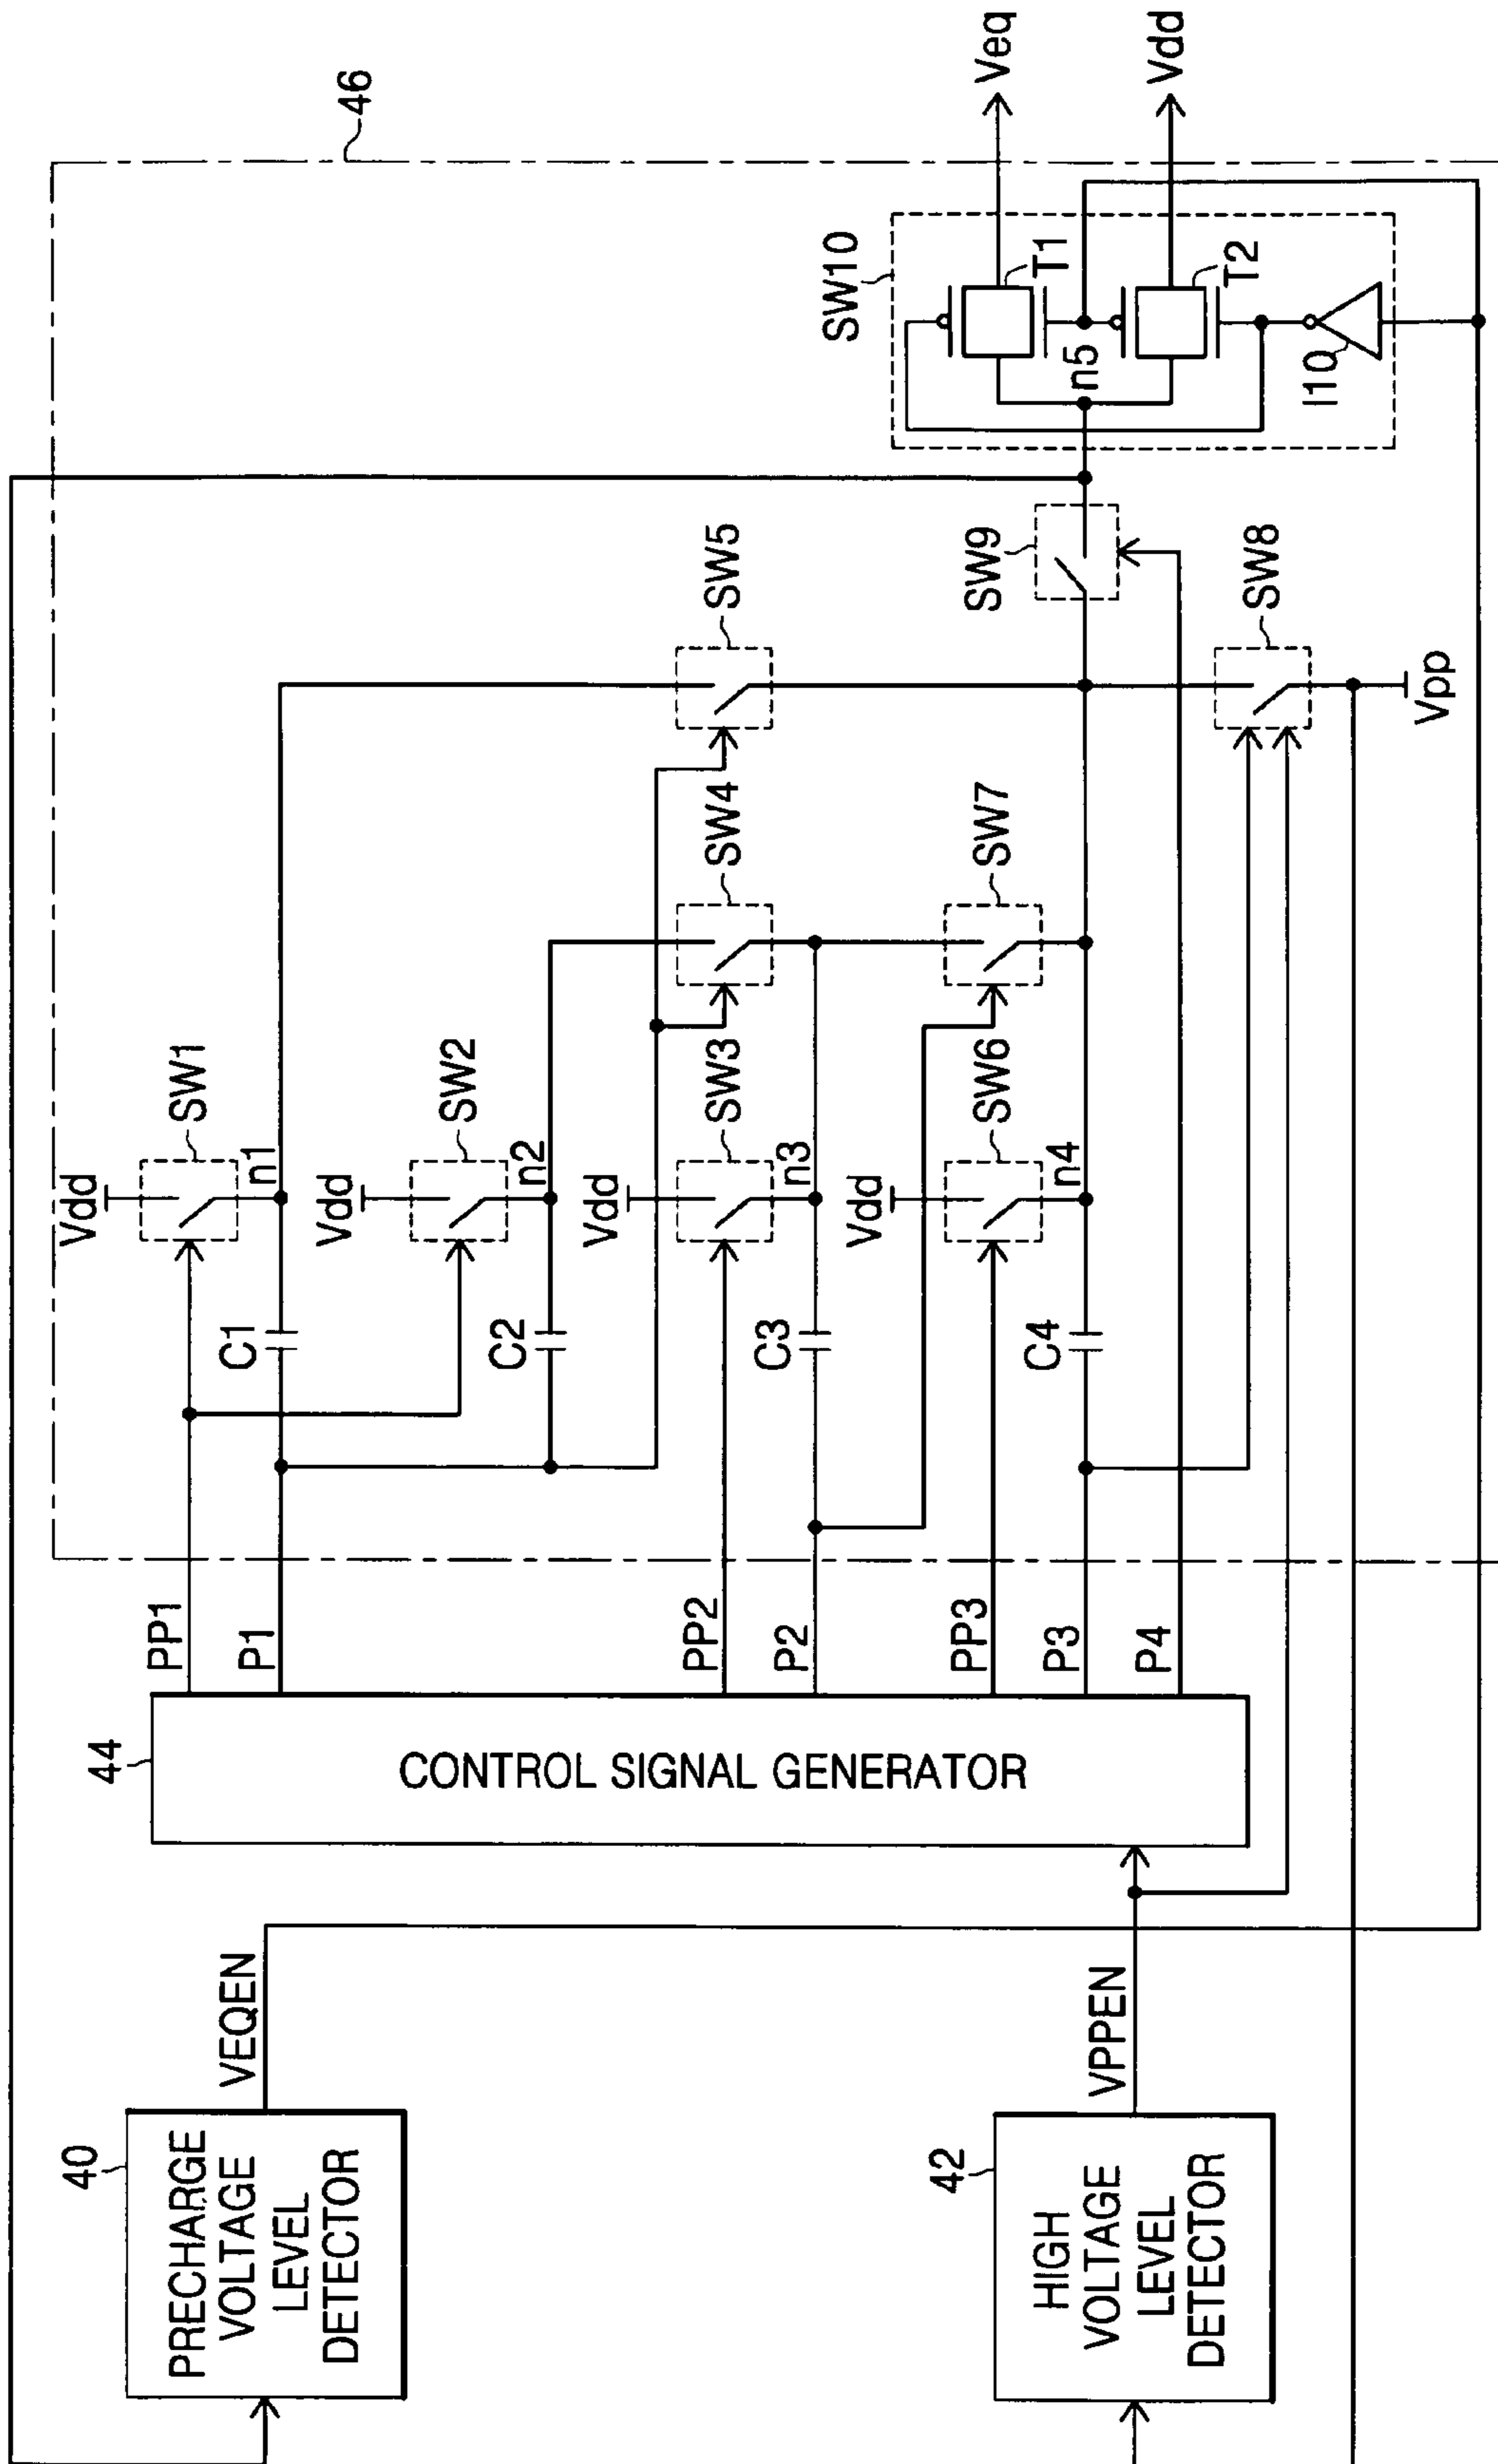 40
PRECHARGE
VOLTAGE
LEVEL
DETECTOR
VEQEN
42
HIGH
VOLTAGE
LEVEL
DETECTOR
VPPEN
44
CONTROL SIGNAL GENERATOR
PP1
P1
PP2
P2
PP3
P3
P4
46
Vdd
SW1
n1
C1
Vdd
SW2
n2
C2
Vdd
SW3
n3
C3
SW4
SW5
Vdd
SW6
n4
C4
SW7
SW8
Vpp
SW9
SW10
n5
T1
T2
I10
Veq
Vdd